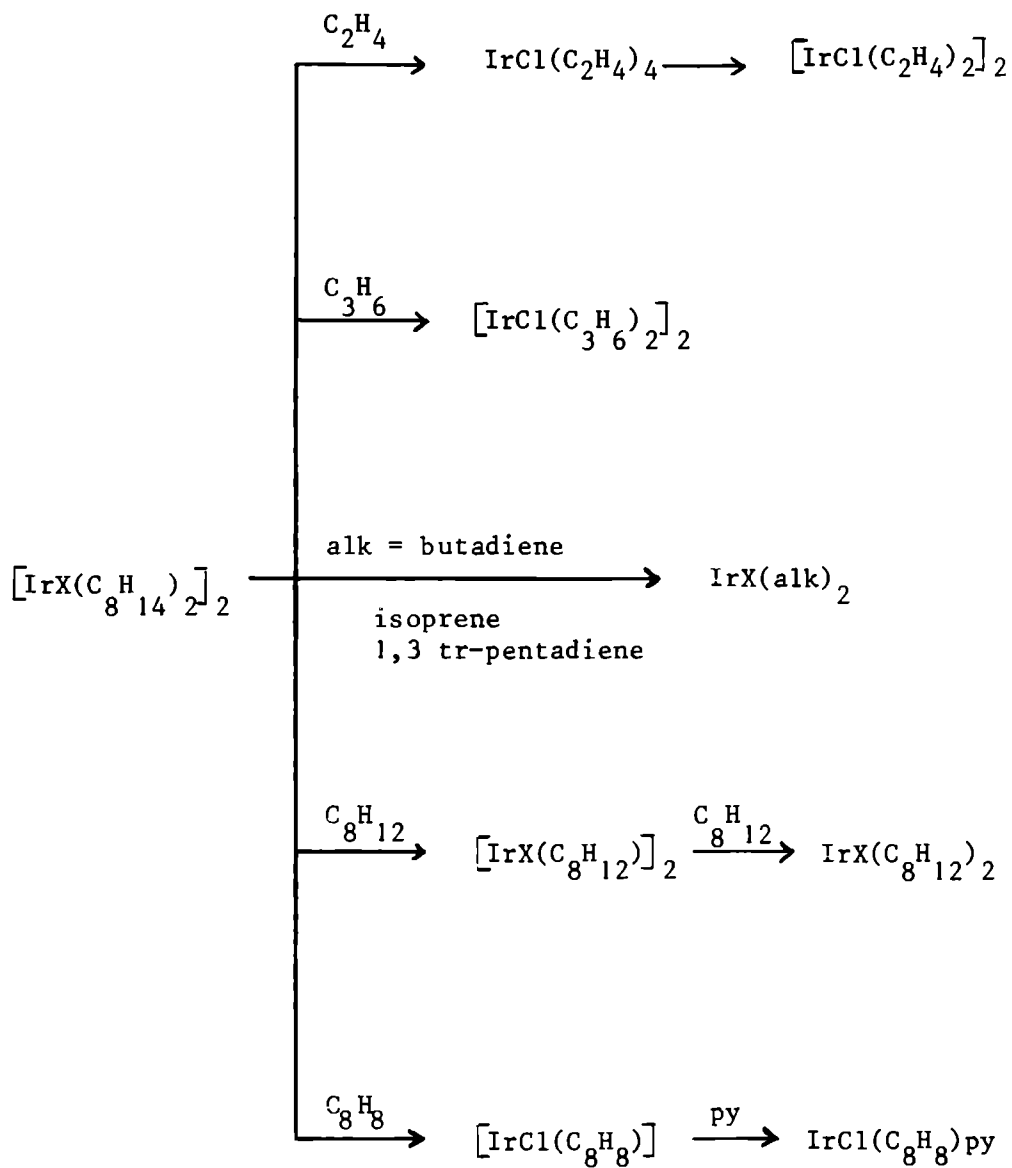 C₂H₄
IrCl(C₂H₄)₄ → [IrCl(C₂H₄)₂]₂
C₃H₆
[IrCl(C₃H₆)₂]₂
alk = butadiene
[IrX(C₈H₁₄)₂]₂ → IrX(alk)₂
isoprene
1,3 tr-pentadiene
C₈H₁₂ C₈H₁₂
[IrX(C₈H₁₂)]₂ → IrX(C₈H₁₂)₂
C₈H₈ py
[IrCl(C₈H₈)] → IrCl(C₈H₈)py